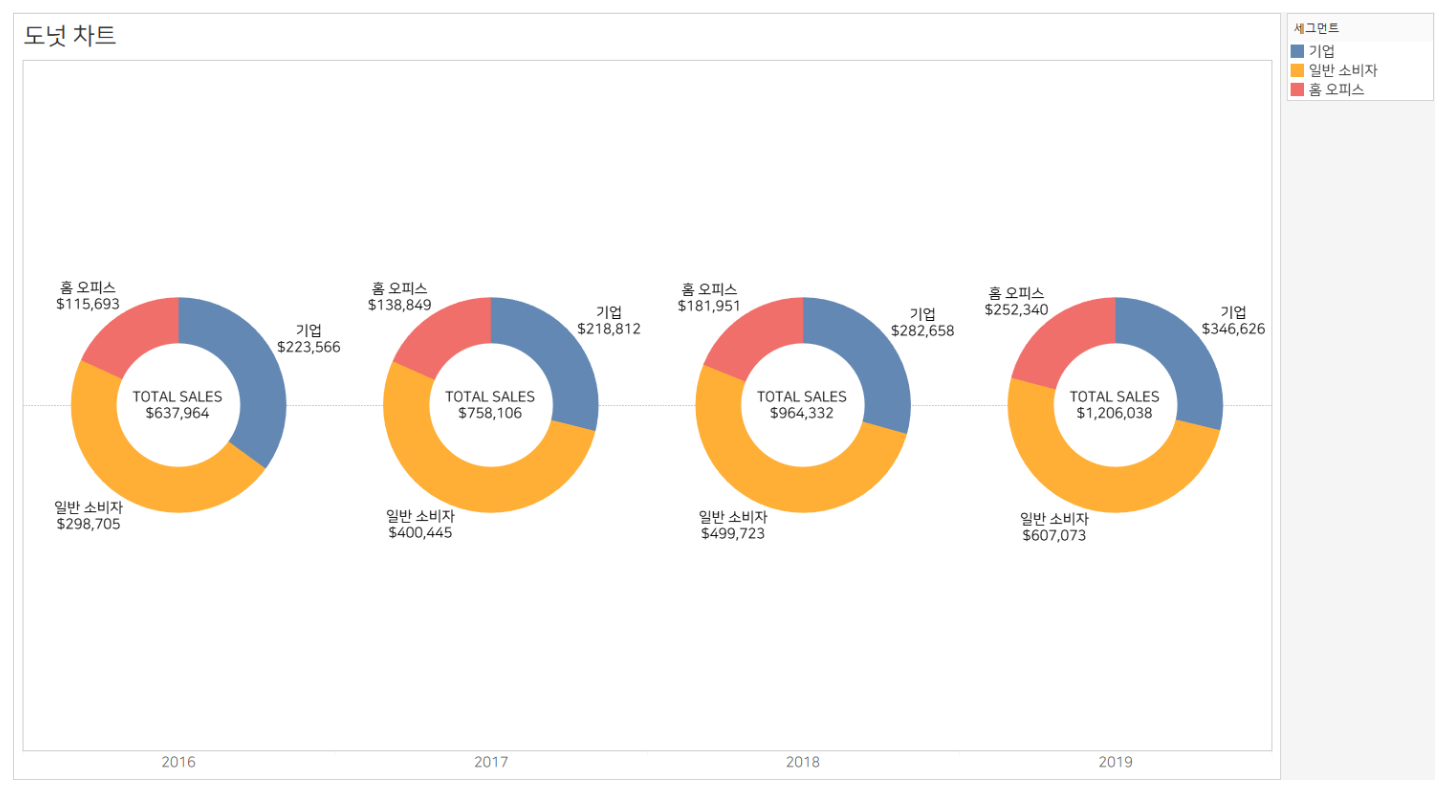 도넛 차트
세그먼트
기업
일반 소비자
홈 오피스
홈 오피스
$115,693
기업
$223,566
TOTAL SALES
$637,964
일반 소비자
$298,705
홈 오피스
$138,849
기업
$218,812
TOTAL SALES
$758,106
일반 소비자
$400,445
홈 오피스
$181,951
기업
$282,658
TOTAL SALES
$964,332
일반 소비자
$499,723
홈 오피스
$252,340
기업
$346,626
TOTAL SALES
$1,206,038
일반 소비자
$607,073
2016
2017
2018
2019